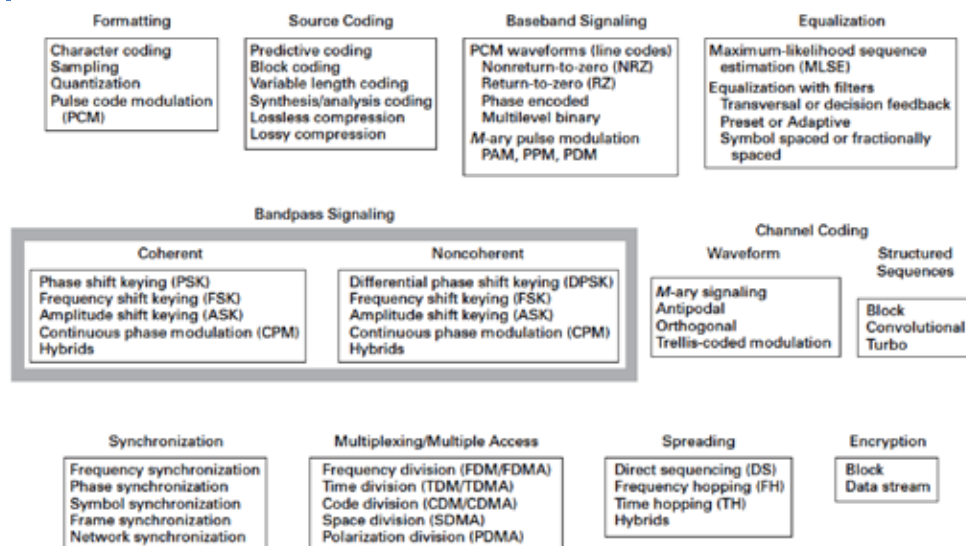 Formatting
Character coding
Sampling
Quantization
Pulse code modulation
(PCM)
Source Coding
Predictive coding
Block coding
Variable length coding
Synthesis/analysis coding
Lossless compression
Lossy compression
Baseband Signaling
PCM waveforms (line codes)
Nonreturn-to-zero (NRZ)
Return-to-zero (RZ)
Phase encoded
Multilevel binary
M-ary pulse modulation
PAM, PPM, PDM
Equalization
Maximum-likelihood sequence
estimation (MLSE)
Equalization with filters
Transversal or decision feedback
Preset or Adaptive
Symbol spaced or fractionally
spaced
Bandpass Signaling
Coherent
Phase shift keying (PSK)
Frequency shift keying (FSK)
Amplitude shift keying (ASK)
Continuous phase modulation (CPM)
Hybrids
Noncoherent
Differential phase shift keying (DPSK)
Frequency shift keying (FSK)
Amplitude shift keying (ASK)
Continuous phase modulation (CPM)
Hybrids
Channel Coding
Waveform
M-ary signaling
Antipodal
Orthogonal
Trellis-coded modulation
Structured
Sequences
Block
Convolutional
Turbo
Synchronization
Frequency synchronization
Phase synchronization
Symbol synchronization
Frame synchronization
Network synchronization
Multiplexing/Multiple Access
Frequency division (FDM/FDMA)
Time division (TDM/TDMA)
Code division (CDM/CDMA)
Space division (SDMA)
Polarization division (PDMA)
Spreading
Direct sequencing (DS)
Frequency hopping (FH)
Time hopping (TH)
Hybrids
Encryption
Block
Data stream